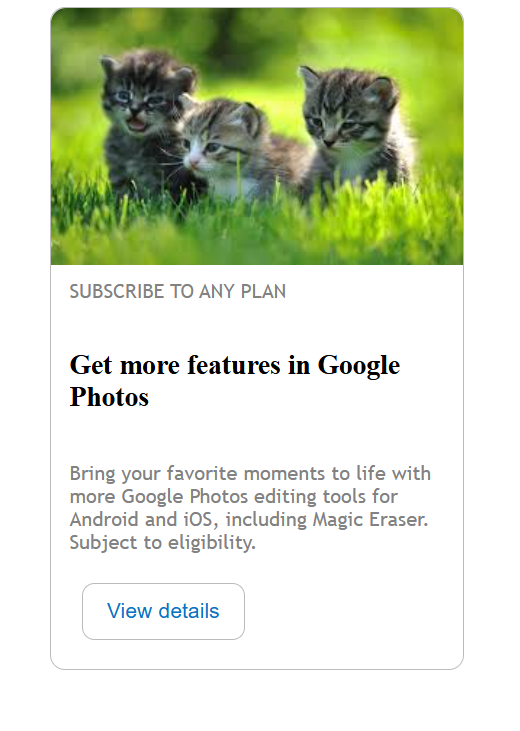 SUBSCRIBE TO ANY PLAN
Get more features in Google
Photos
Bring your favorite moments to life with
more Google Photos editing tools for
Android and iOS, including Magic Eraser.
Subject to eligibility.
View details